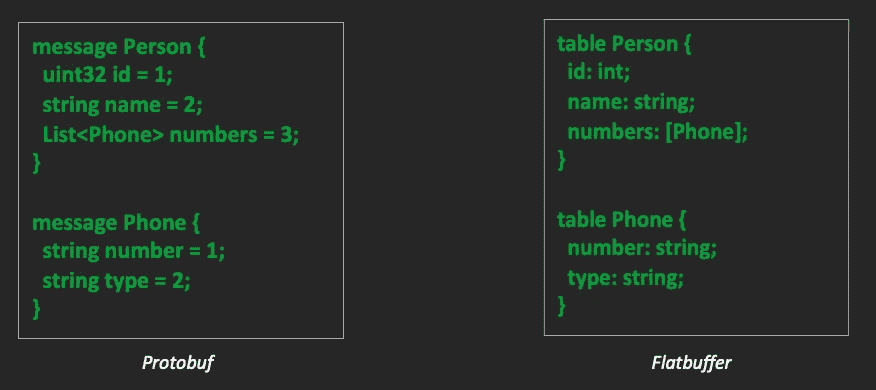 message Person {
uint32 id = 1;
string name = 2;
List<Phone> numbers = 3;
}
message Phone {
string number = 1;
string type = 2;
}
Protobuf
table Person {
id: int;
name: string;
numbers: [Phone];
}
table Phone {
number: string;
type: string;
}
Flatbuffer